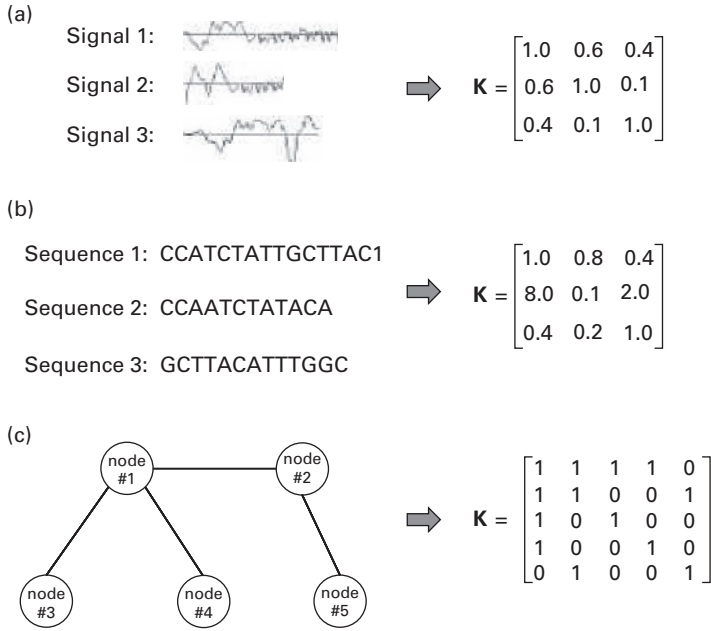 (a)
Signal 1:
Signal 2:
Signal 3:
K =
1.0 0.6 0.4
0.6 1.0 0.1
0.4 0.1 1.0
(b)
Sequence 1: CCATCTATTGCTTAC1
Sequence 2: CCAATCTATACA
Sequence 3: GCTTACATTTGGC
K =
1.0 0.8 0.4
8.0 0.1 2.0
0.4 0.2 1.0
(c)
node
#1
node
#2
node
#3
node
#4
node
#5
K =
1 1 1 1 0
1 1 0 0 1
1 0 1 0 0
1 0 0 1 0
0 1 0 0 1